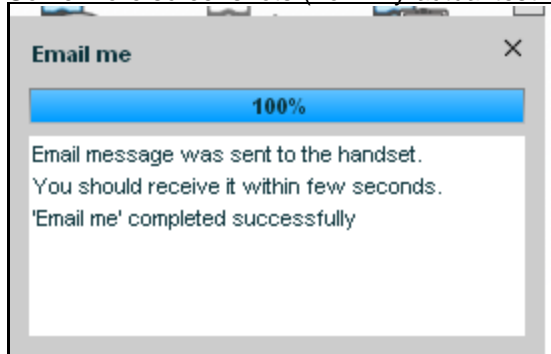 Email me
100%
Email message was sent to the handset.
You should receive it within few seconds.
'Email me' completed successfully